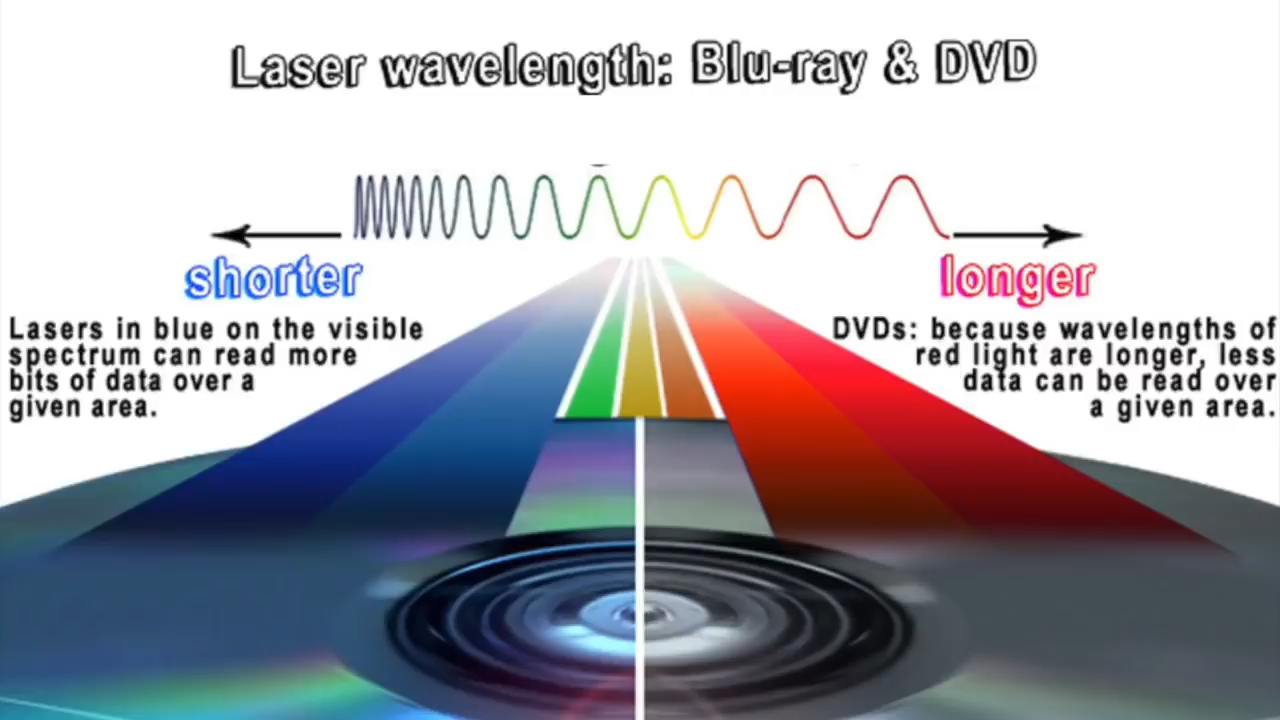 Laser wavelength: Blu-ray & DVD
shorter
Lasers in blue on the visible
spectrum can read more
bits of data over a
given area.
longer
DVDs: because wavelengths of
red light are longer, less
data can be read over
a given area.